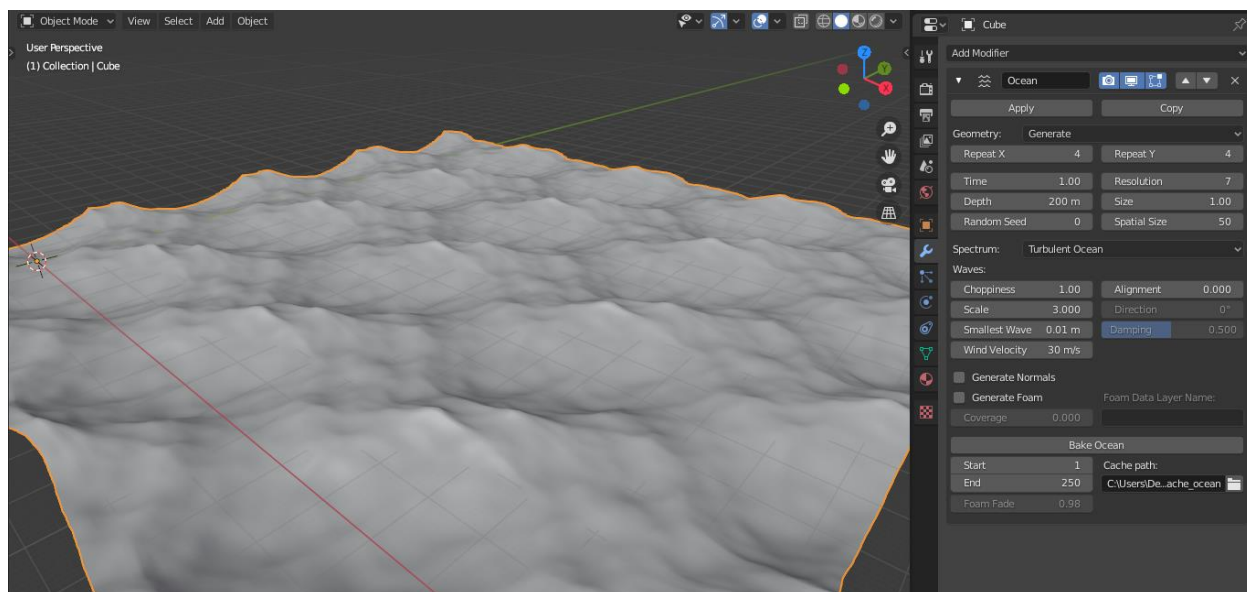 Object Mode View Select Add Object
User Perspective
(1) Collection | Cube
Z
Y
X
Cube
Add Modifier
Ocean
Apply Copy
Geometry: Generate
Repeat X 4 Repeat Y 4
Time 1.00 Resolution 7
Depth 200 m Size 1.00
Random Seed 0 Spatial Size 50
Spectrum: Turbulent Ocean
Waves:
Choppiness 1.00 Alignment 0.000
Scale 3.000 Direction 0°
Smallest Wave 0.01 m Damping 0.500
Wind Velocity 30 m/s
Generate Normals
Generate Foam Foam Data Layer Name:
Coverage 0.000
Bake Ocean
Start 1 Cache path:
End 250 C:\Users\De...ache_ocean
Foam Fade 0.98